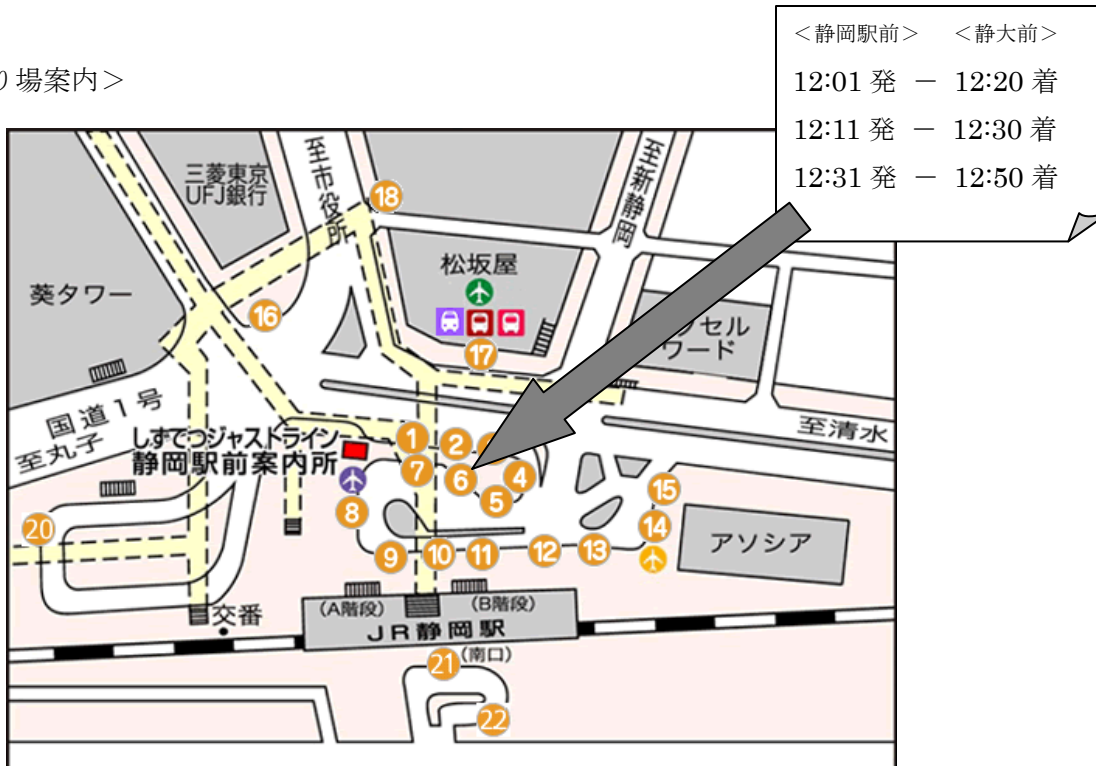 ＜静岡駅前＞　＜静大前＞
12:01 発 － 12:20 着
12:11 発 － 12:30 着
12:31 発 － 12:50 着
場案内＞
三菱東京
UFJ銀行
至市役所
18
至新静岡
松坂屋
葵タワー
16
17
セル
ワード
国道1号
至丸子
しずてつジャストライン
静岡駅前案内所
1
2
至清水
7
6
4
5
15
8
14
20
9
10
11
12
13
アソシア
交番
(A階段)
(B階段)
JR静岡駅
21
(南口)
22